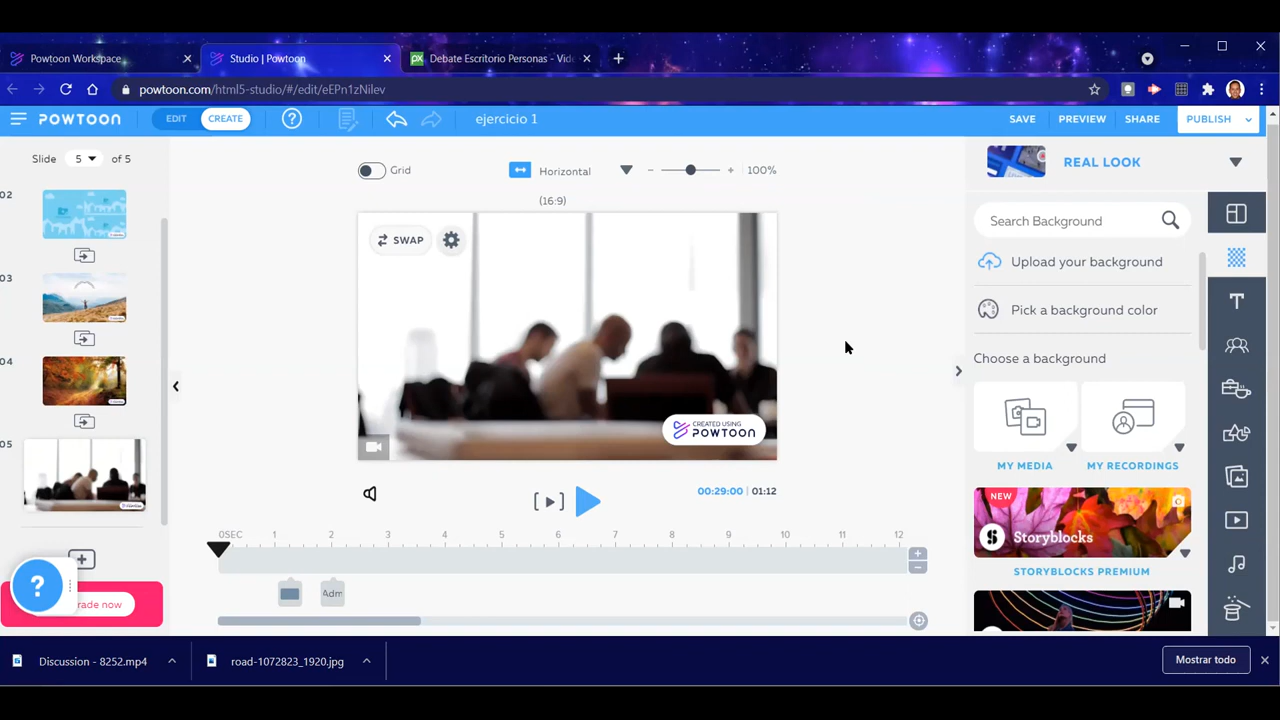 Powtoon Workspace
Studio | Powtoon
Debate Escritorio Personas - Vide
powtoon.com/html5-studio/#/edit/eEPn1zNilev
POWTOON
EDIT
CREATE
ejercicio 1
SAVE
PREVIEW
SHARE
PUBLISH
Slide
5
of 5
Grid
Horizontal
(16:9)
100%
REAL LOOK
02
03
04
05
SWAP
CREATED USING
POWTOON
Search Background
Upload your background
Pick a background color
Choose a background
MY MEDIA
MY RECORDINGS
NEW
Storyblocks
STORYBLOCKS PREMIUM
00:29:00 | 01:12
0SEC
1
2
3
4
5
6
7
8
9
10
11
12
Adm
rade now
Discussion - 8252.mp4
road-1072823_1920.jpg
Mostrar todo